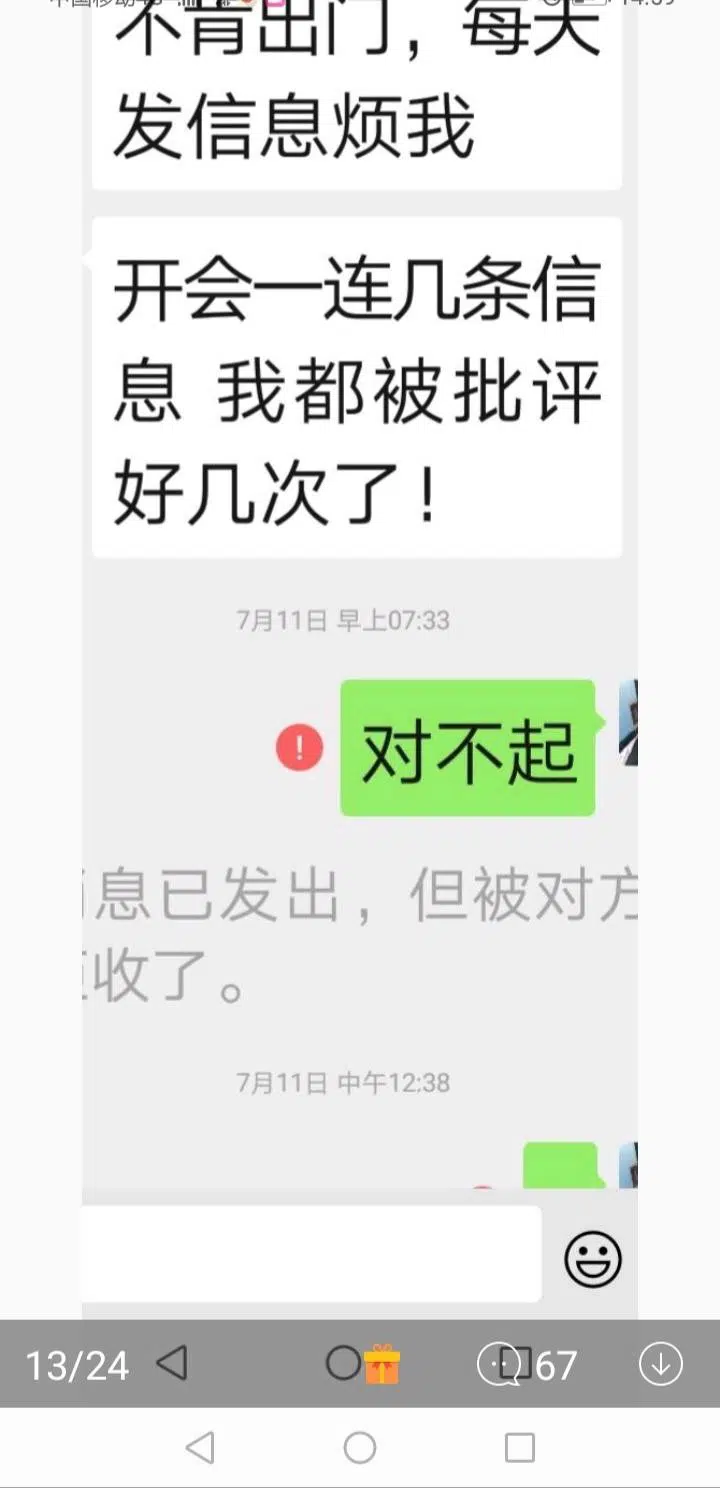 不肯出门，每天
发信息烦我
开会一连几条信
息 我都被批评
好几次了！
7月11日 早上07:33
对不起
息已发出，但被对方
收了。
7月11日 中午12:38
13/24
67